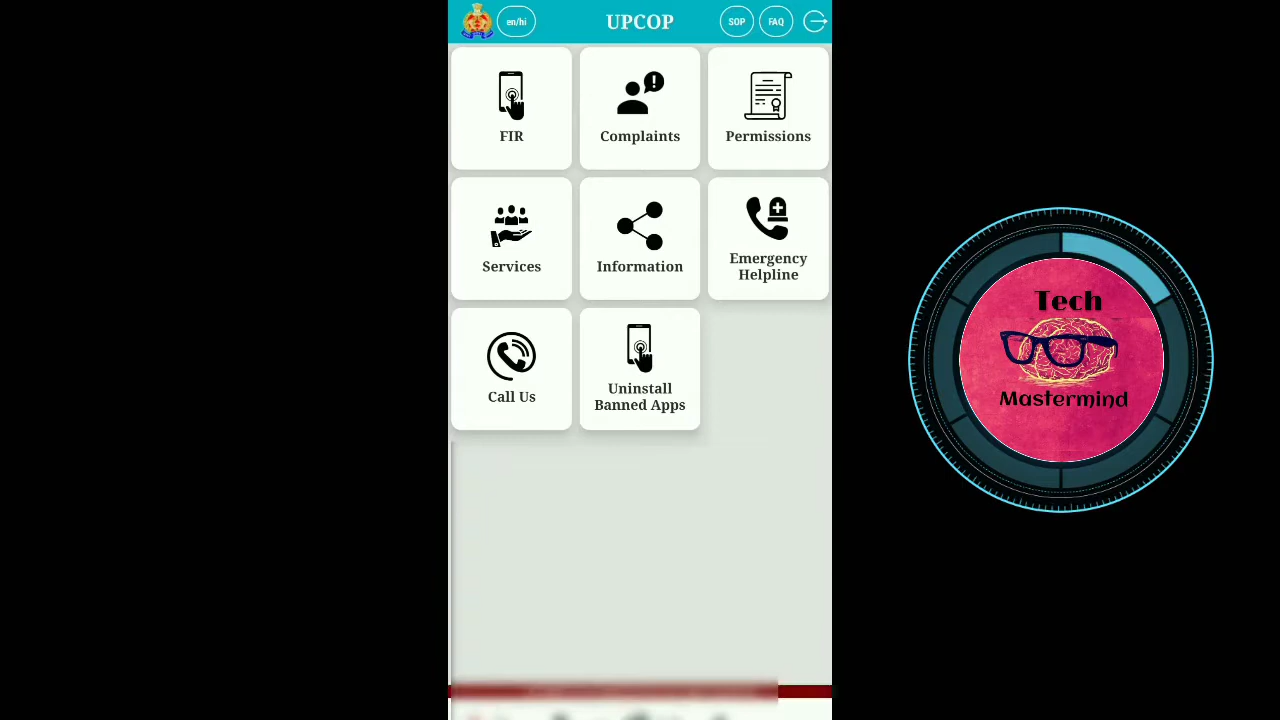 en/hi
UPCOP
SOP
FAQ
FIR
Complaints
Permissions
Services
Information
Emergency
Helpline
Call Us
Uninstall
Banned Apps
Tech
Mastermind